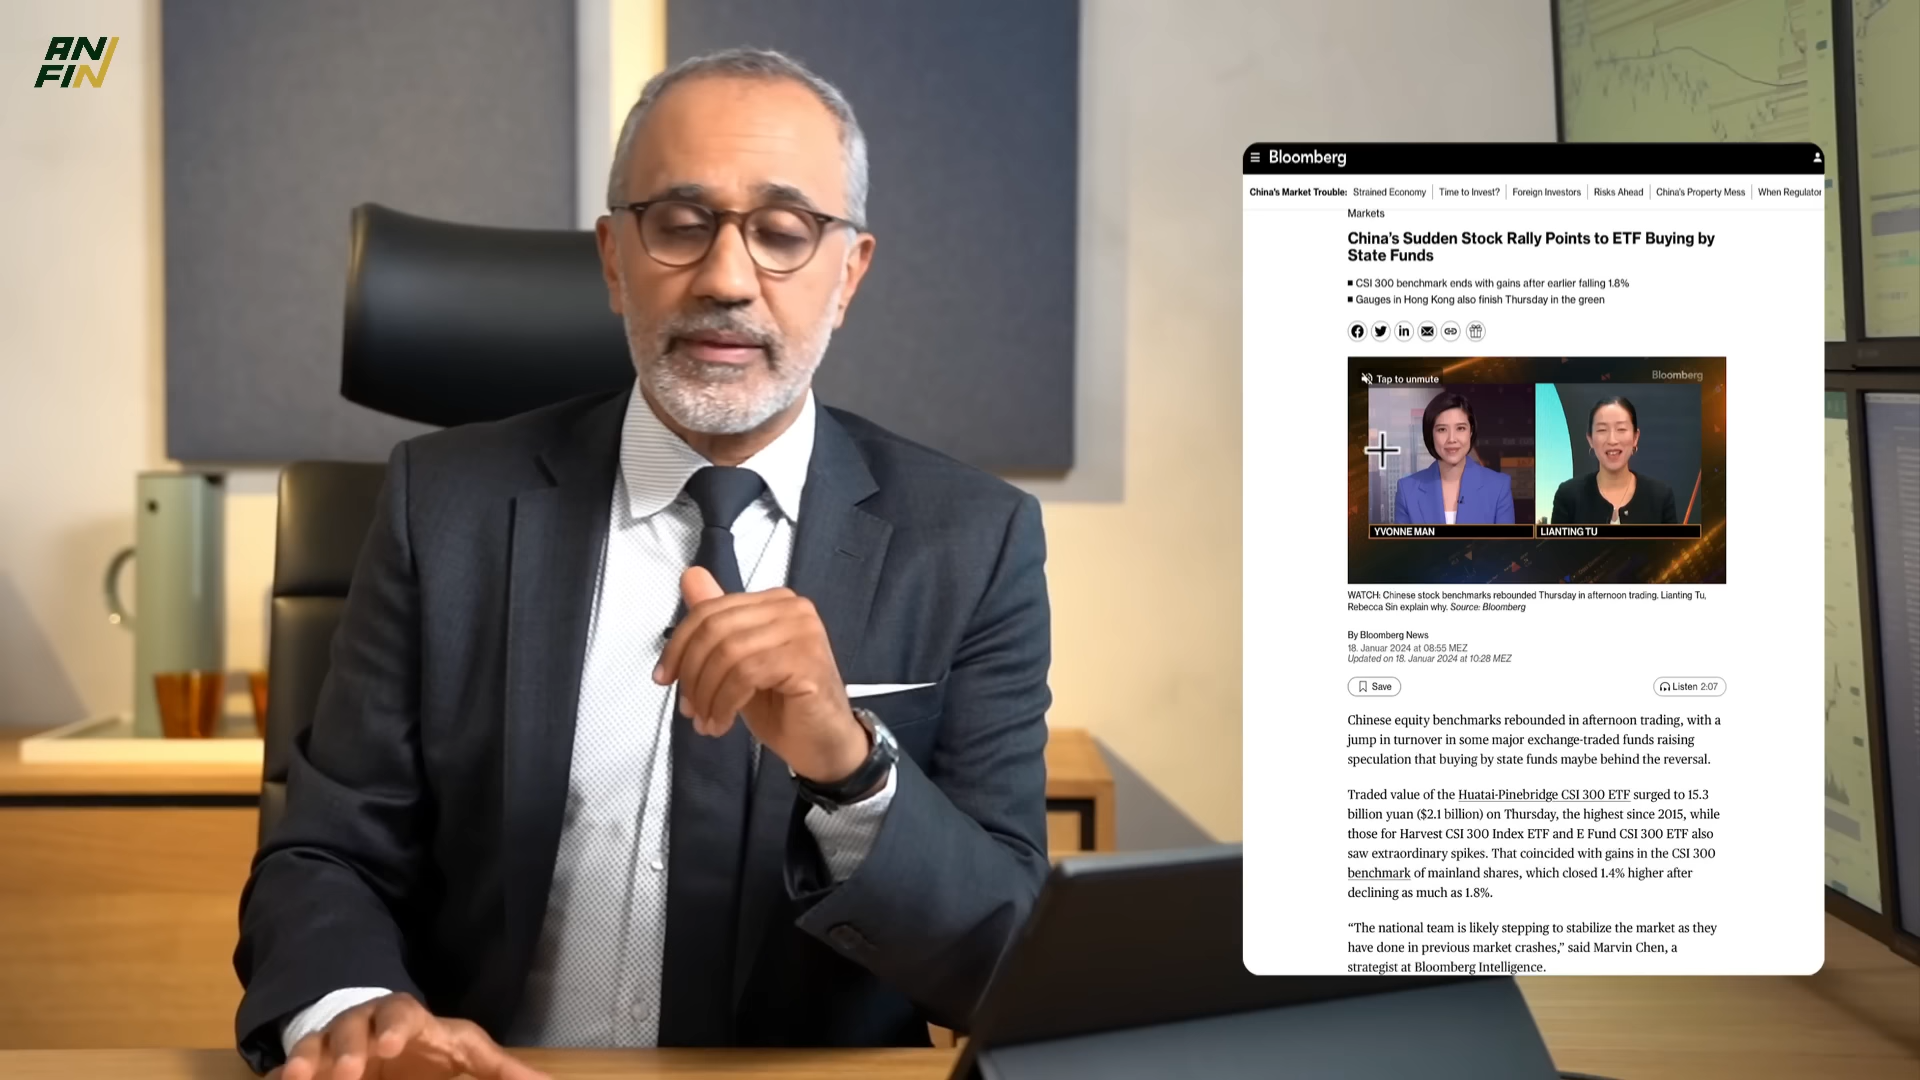 AN
FIN
Bloomberg
China's Market Trouble: Strained Economy Time to Invest? Foreign Investors Risks Ahead China's Property Mess When Regulator
Markets
China's Sudden Stock Rally Points to ETF Buying by
State Funds
CSI 300 benchmark ends with gains after earlier falling 1.8%
Gauges in Hong Kong also finish Thursday in the green
Tap to unmute
Bloomberg
YVONNE MAN
LIANTING TU
WATCH: Chinese stock benchmarks rebounded Thursday in afternoon trading. Lianting Tu,
Rebecca Sin explain why. Source: Bloomberg
By Bloomberg News
18. Januar 2024 at 08:55 MEZ
Updated on 18. Januar 2024 at 10:28 MEZ
Save
Listen 2:07
Chinese equity benchmarks rebounded in afternoon trading, with a
jump in turnover in some major exchange-traded funds raising
speculation that buying by state funds maybe behind the reversal.
Traded value of the Huatai-Pinebridge CSI 300 ETF surged to 15.3
billion yuan ($2.1 billion) on Thursday, the highest since 2015, while
those for Harvest CSI 300 Index ETF and E Fund CSI 300 ETF also
saw extraordinary spikes. That coincided with gains in the CSI 300
benchmark of mainland shares, which closed 1.4% higher after
declining as much as 1.8%.
“The national team is likely stepping to stabilize the market as they
have done in previous market crashes,” said Marvin Chen, a
strategist at Bloomberg Intelligence.